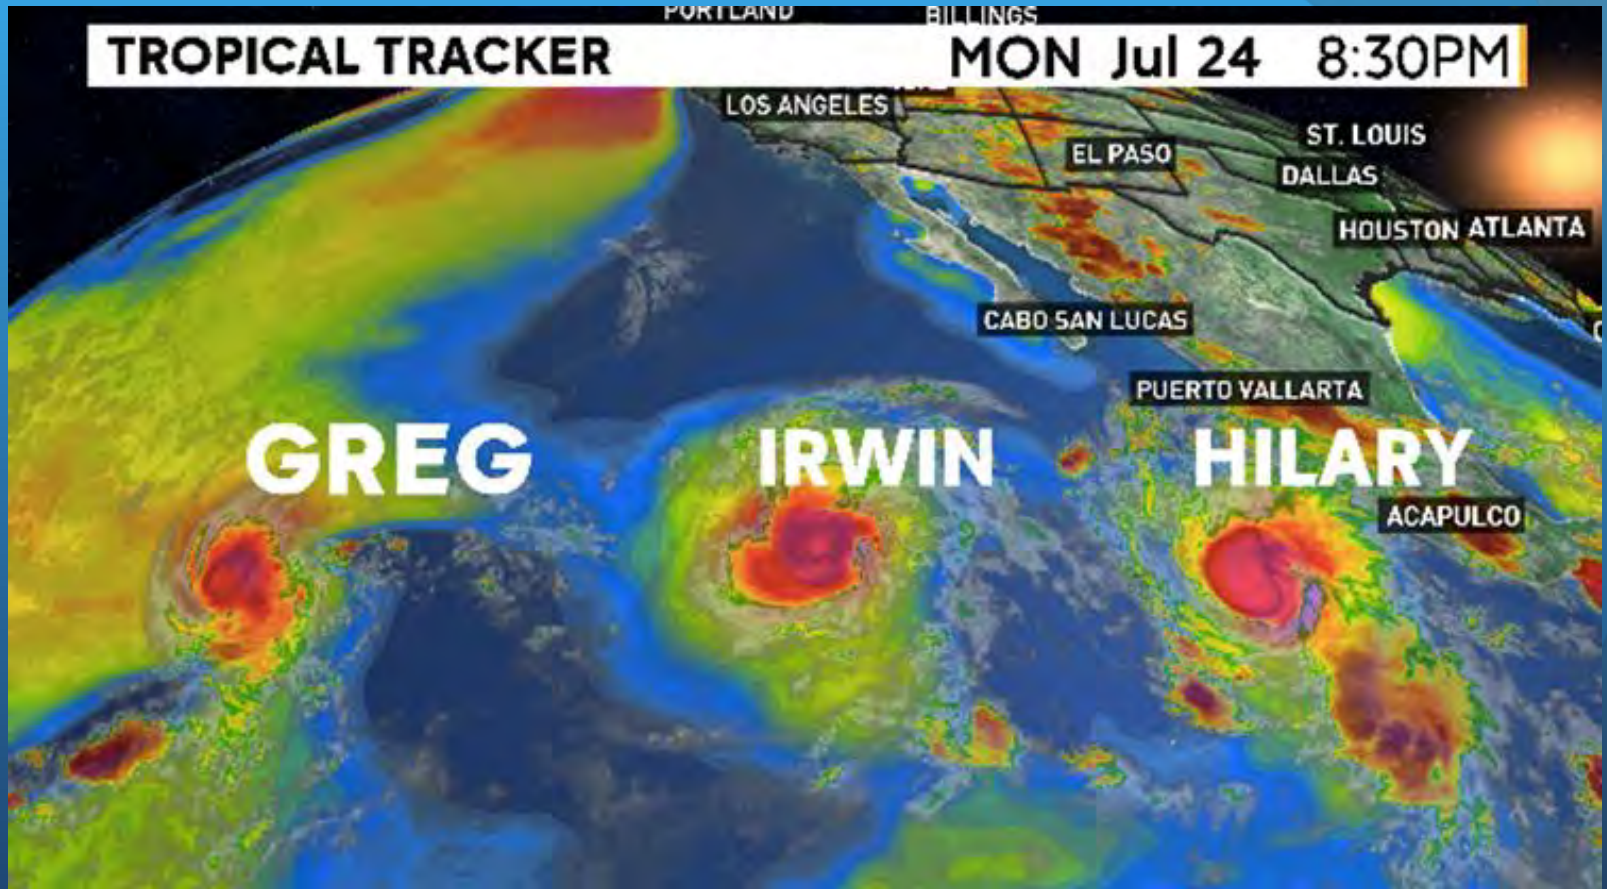 PORTLAND
BILLINGS
TROPICAL TRACKER MON Jul 24 8:30PM
LOS ANGELES
ST. LOUIS
EL PASO
DALLAS
HOUSTON ATLANTA
CABO SAN LUCAS
PUERTO VALLARTA
GREG IRWIN HILARY
ACAPULCO